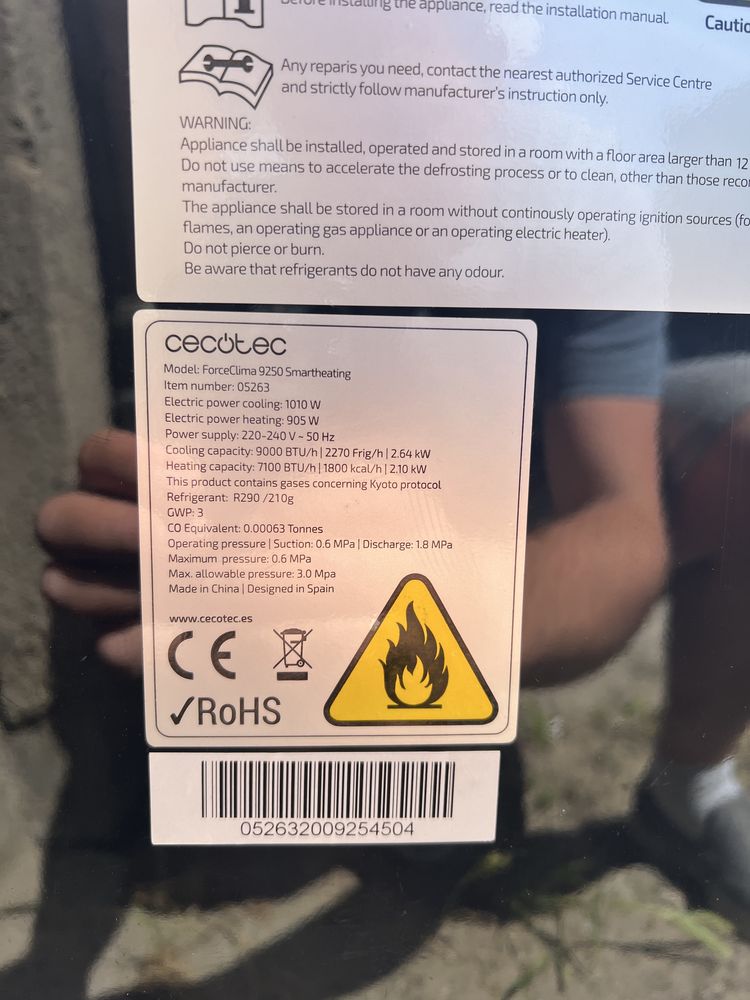 Before installing the appliance, read the installation manual.
Any reparis you need, contact the nearest authorized Service Centre
and strictly follow manufacturer's instruction only.
WARNING:
Appliance shall be installed, operated and stored in a room with a floor area larger than 12
Do not use means to accelerate the defrosting process or to clean, other than those
manufacturer.
The appliance shall be stored in a room without continously operating ignition sources
flames, an operating gas appliance or an operating electric heater).
Do not pierce or burn.
Be aware that refrigerants do not have any odour.
cecotec
Model: ForceClima 9250 Smartheating
Item number: 05263
Electric power cooling: 1010 W
Electric power heating: 905 W
Power supply: 220-240 V ~ 50 Hz
Cooling capacity: 9000 BTU/h | 2270 Frig/h | 2.64 kW
Heating capacity: 7100 BTU/h | 1800 kcal/h | 2.10 kW
This product contains gases concerning Kyoto protocol
Refrigerant: R290 /210g
GWP: 3
CO Equivalent: 0.00063 Tonnes
Operating pressure | Suction: 0.6 MPa | Discharge: 1.8 MPa
Maximum pressure: 0.6 MPa
Max. allowable pressure: 3.0 Mpa
Made in China | Designed in Spain
www.cecotec.es
CE
✓RoHS
052632009254504